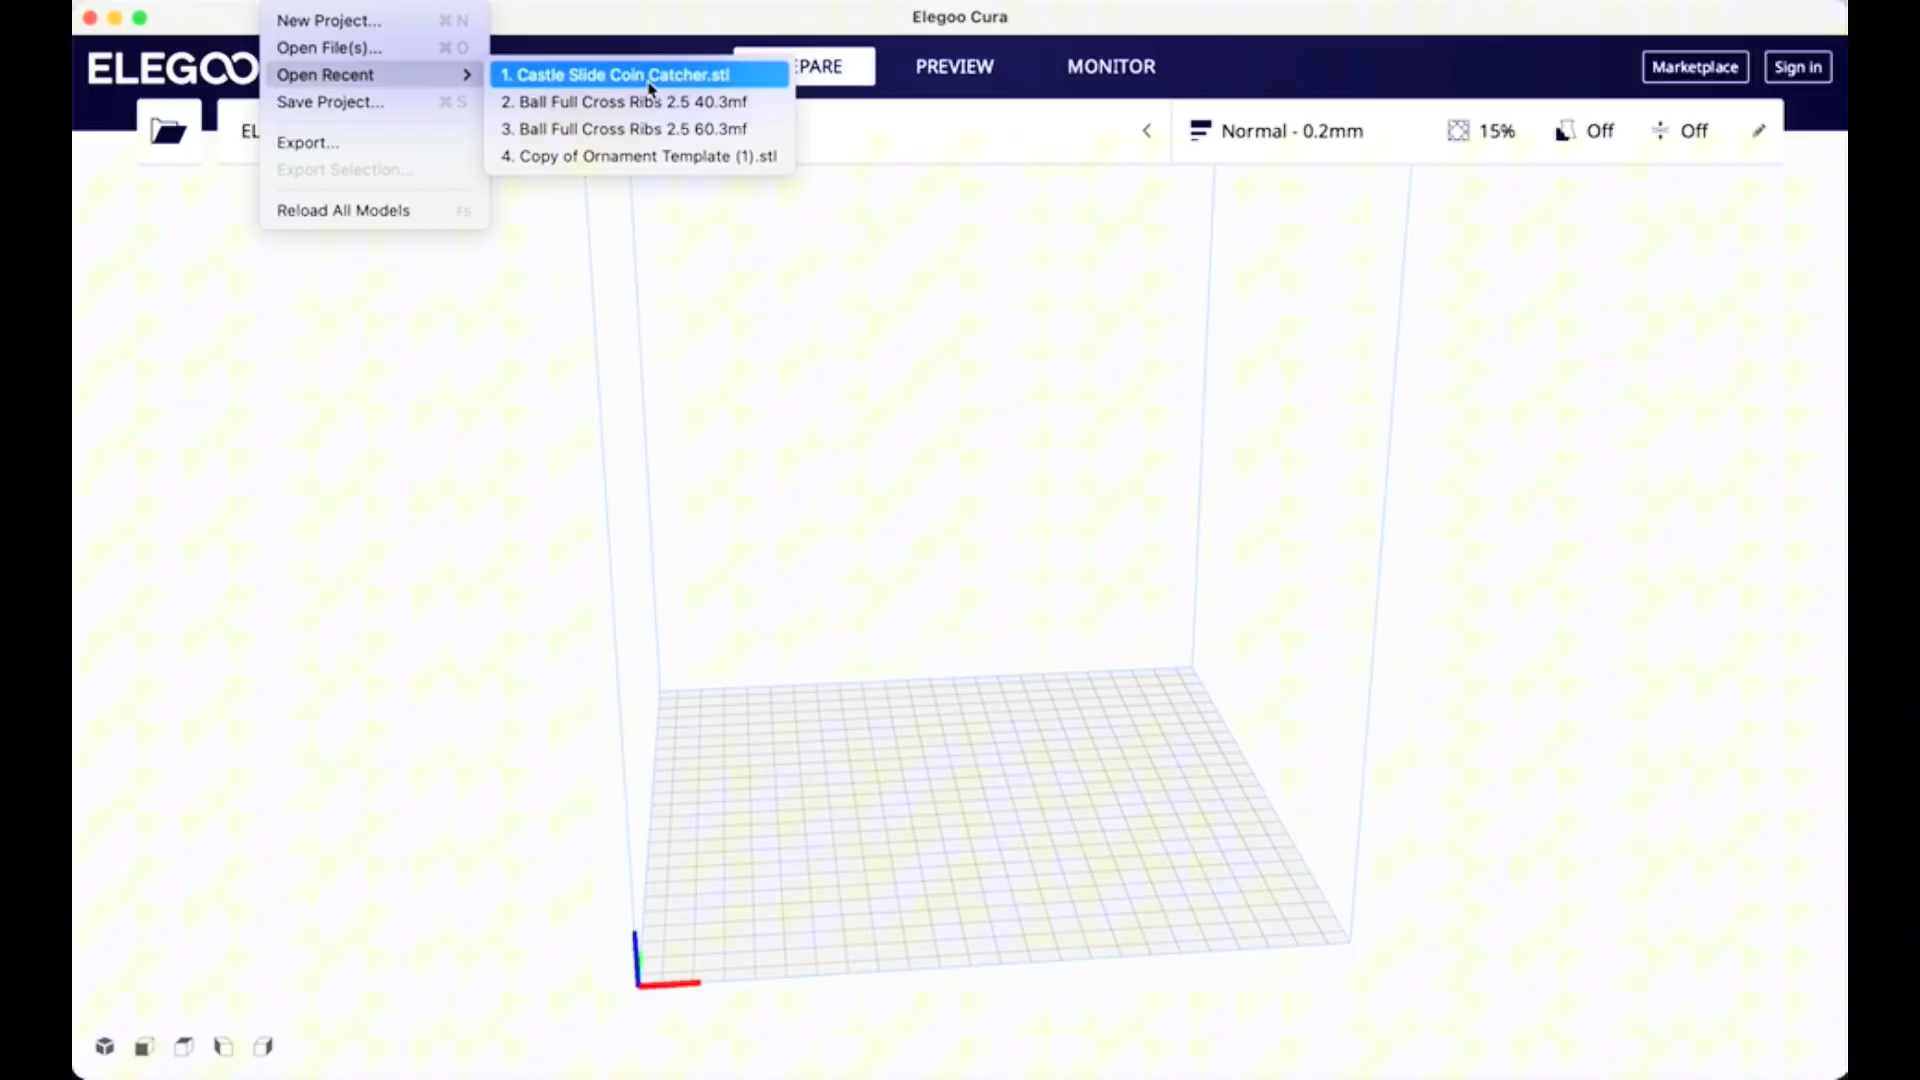 Elegoo Cura
ELEGOO
PREVIEW
MONITOR
Marketplace
Sign in
New Project... ⌘ N
Open File(s)... ⌘ O
Open Recent
Save Project... ⌘ S
Export...
Export Selection...
Reload All Models F5
1. Castle Slide Coin Catcher.stl
2. Ball Full Cross Ribs 2.5 40.3mf
3. Ball Full Cross Ribs 2.5 60.3mf
4. Copy of Ornament Template (1).stl
Normal - 0.2mm
15%
Off
Off